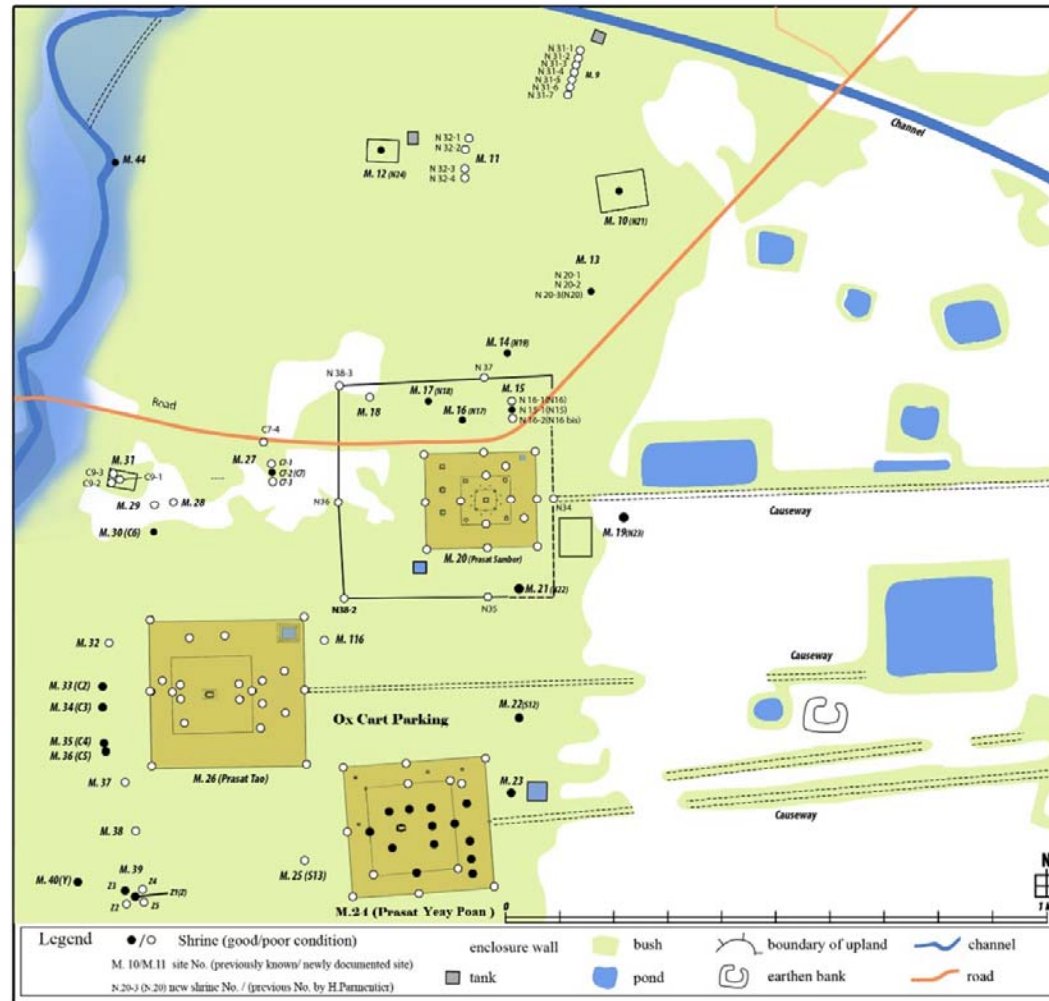 N 31-1
N 31-2
N 31-3
N 31-4
N 31-5
N 31-6
N 31-7
M. 9
Channel
N 32-1
N 32-2
N 32-3
N 32-4
M. 11
M. 44
M. 12 (N24)
M. 10 (N21)
M. 13
N 20-1
N 20-2
N 20-3(N20)
M. 14 (N19)
N 37
N 38-3
M. 17 (N18)
M. 15
M. 18
M. 16 (N17)
N 16-1(N16)
N 15-1(N15)
N 16-2(N16 bis)
Road
C7-4
M. 31
M. 27
C7-1
C7-2 (C7)
C7-3
C9-3
C9-1
C9-2
M. 29
M. 28
N36
N34
Causeway
M. 30 (C6)
M. 19(N23)
M. 20 (Prasat Sambor)
M. 21(N22)
N38-2
N35
M. 32
M. 116
Causeway
M. 33 (C2)
M. 34 (C3)
Ox Cart Parking
M. 22(S12)
M. 35 (C4)
M. 36 (C5)
M. 26 (Prasat Tao)
M. 37
M. 23
Causeway
M. 38
M. 25 (S13)
M. 39
M. 40(Y)
Z3
Z4
Z1(Z)
Z2
Z5
M.24 (Prasat Yeay Poan )
N
0
Legend
/
Shrine (good/poor condition)
M. 10/M.11 site No. (previously known/ newly documented site)
N.20-3 (N.20) new shrine No. / (previous No. by H.Parmentier)
enclosure wall
tank
bush
pond
boundary of upland
earthen bank
channel
road